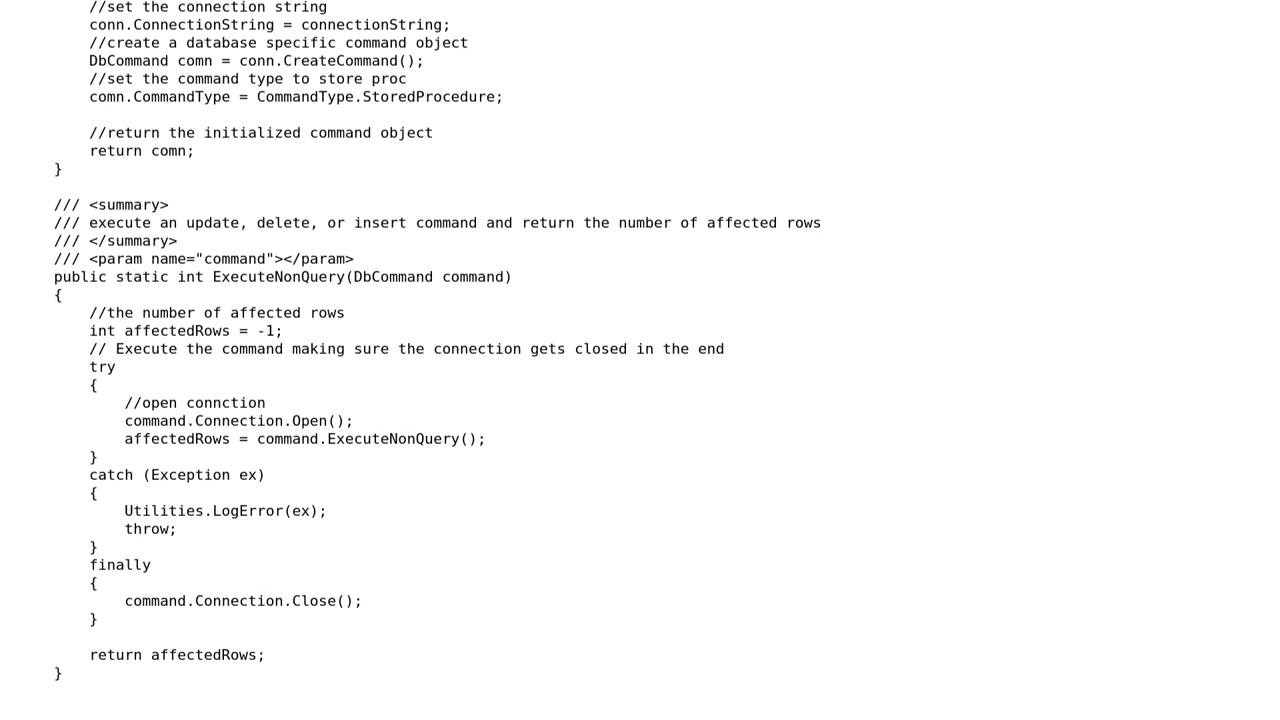 //set the connection string
conn.ConnectionString = connectionString;
//create a database specific command object
DbCommand comn = conn.CreateCommand();
//set the command type to store proc
comn.CommandType = CommandType.StoredProcedure;
//return the initialized command object
return comn;
}
/// <summary>
/// execute an update, delete, or insert command and return the number of affected rows
/// </summary>
/// <param name="command"></param>
public static int ExecuteNonQuery(DbCommand command)
{
//the number of affected rows
int affectedRows = -1;
// Execute the command making sure the connection gets closed in the end
try
{
//open connction
command.Connection.Open();
affectedRows = command.ExecuteNonQuery();
}
catch (Exception ex)
{
Utilities.LogError(ex);
throw;
}
finally
{
command.Connection.Close();
}
return affectedRows;
}